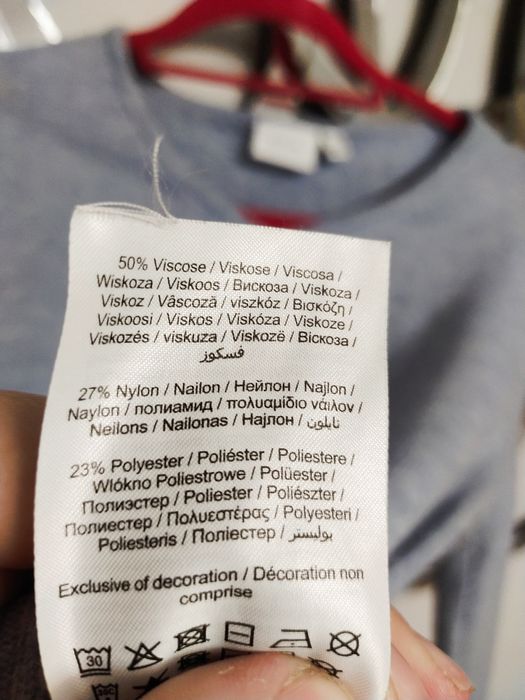 50% Viscose / Viskose / Viscosa /
Wiskoza / Viskoos / Вискоза / Viskoza /
Viskoz / Vâscoză / viszkóz / Βισκόζη /
Viskoosi / Viskos / Viskóza / Viskoze /
Viskozės / viskuza / Viskozë / Віскоза /
فسكوز
27% Nylon / Nailon / Нейлон / Najlon /
Naylon / полиамид / πολυαμίδιο νάιλον /
Neilons / Nailonas / Најлон / نايلون
23% Polyester / Poliéster / Poliestere /
Wlókno Poliestrowe / Polüester /
Полиэстер / Poliester / Poliészter /
Полиестер / Πολυεστέρας / Polyesteri /
Poliesteris / Поліестер / بوليستر
Exclusive of decoration / Décoration non
comprise
30